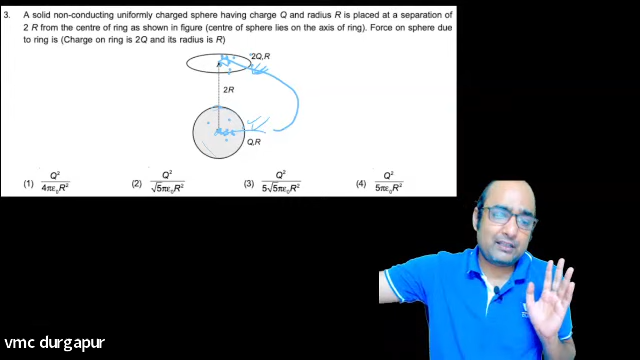 3. A solid non-conducting uniformly charged sphere having charge Q and radius R is placed at a separation of
2 R from the centre of ring as shown in figure (centre of sphere lies on the axis of ring). Force on sphere due
to ring is (Charge on ring is 2Q and its radius is R)
2Q,R
2R
Q,R
(1) Q²/4πε₀R² (2) Q²/√5πε₀R² (3) Q²/5√5πε₀R² (4) Q²/5πε₀R²
vmc durgapur